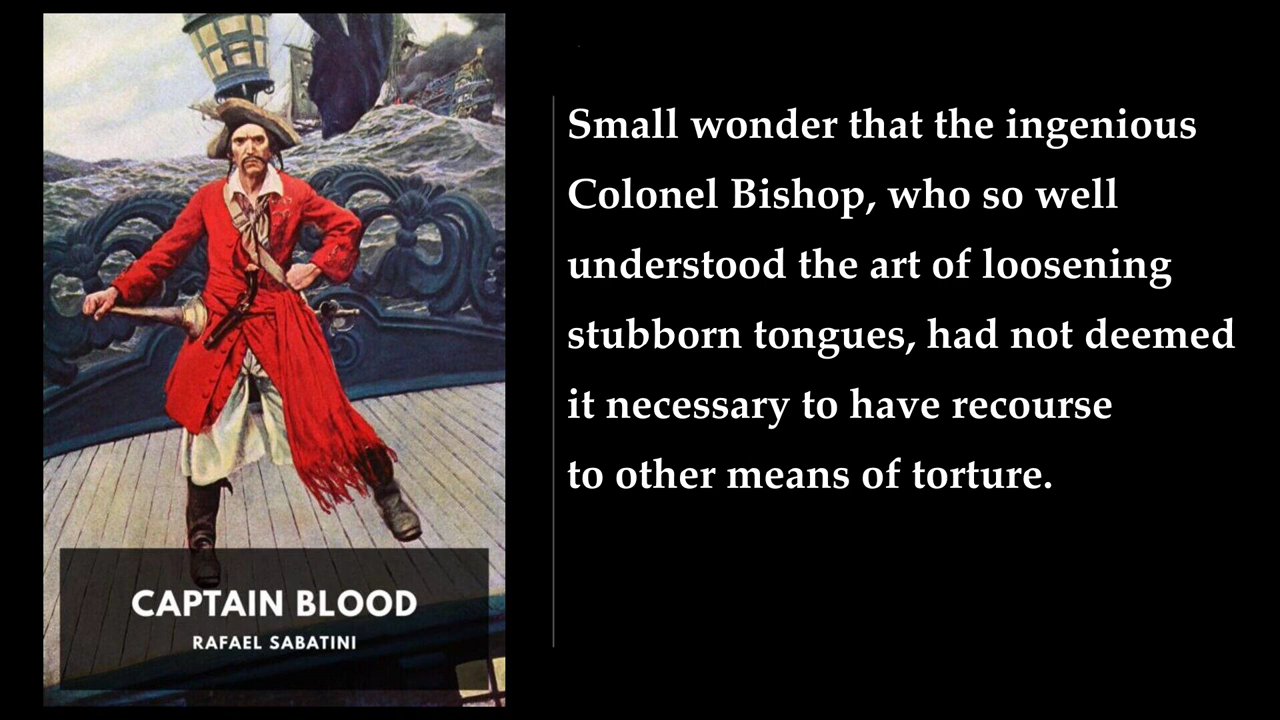 CAPTAIN BLOOD
RAFAEL SABATINI
Small wonder that the ingenious
Colonel Bishop, who so well
understood the art of loosening
stubborn tongues, had not deemed
it necessary to have recourse
to other means of torture.